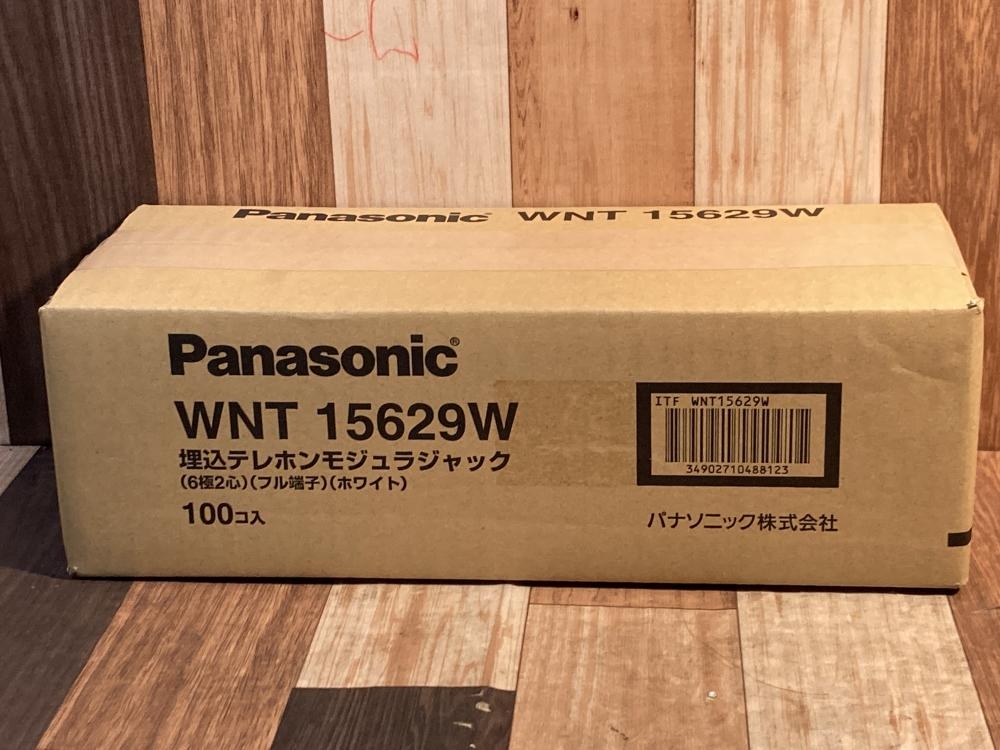 Panasonic WNT 15629W
Panasonic®
WNT 15629W
埋込テレホンモジュラジャック
(6極2心)(フル端子)(ホワイト)
100コ入
ITF WNT15629W
34902710488123
パナソニック株式会社